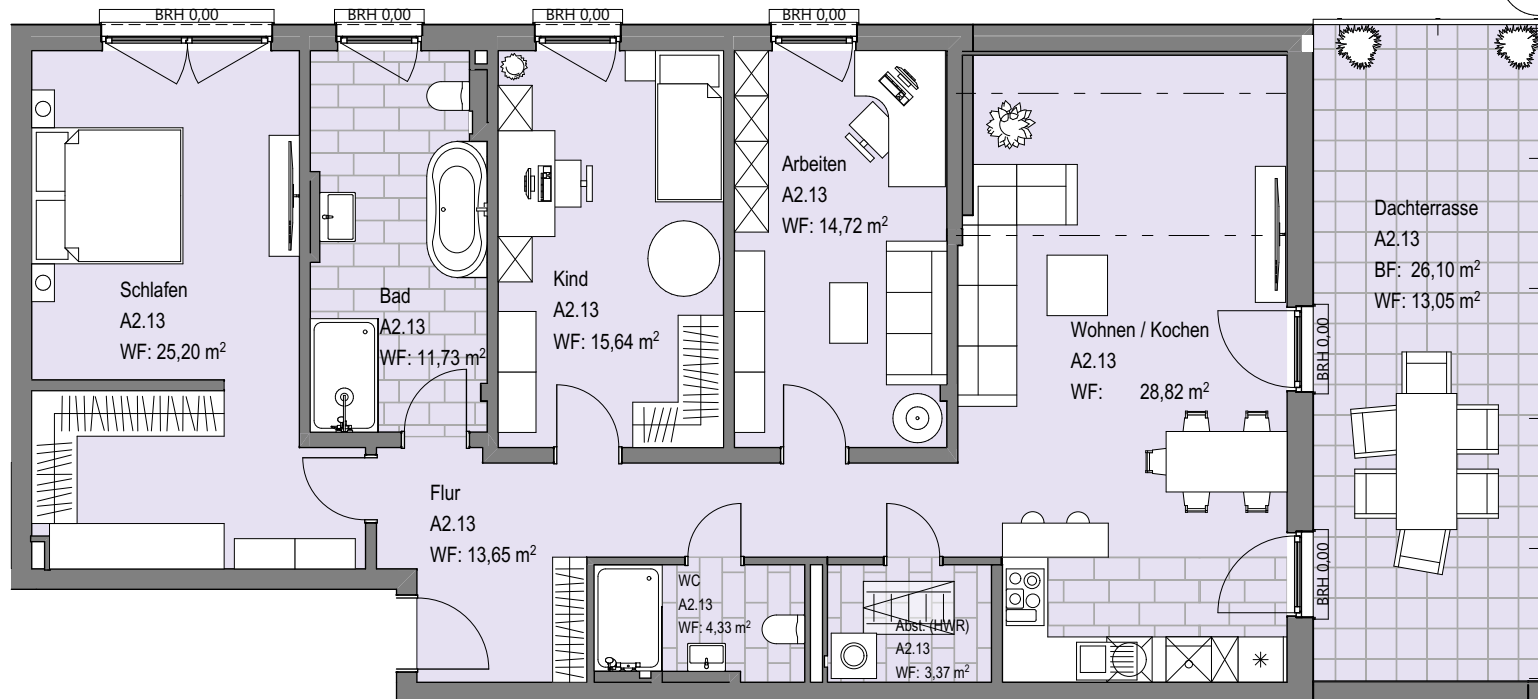 BRH 0,00
BRH 0,00
BRH 0,00
BRH 0,00
Schlafen
A2.13
WF: 25,20 m²
Bad
A2.13
WF: 11,73 m²
Kind
A2.13
WF: 15,64 m²
Arbeiten
A2.13
WF: 14,72 m²
Wohnen / Kochen
A2.13
WF: 28,82 m²
BRH 0,00
BRH 0,00
Dachterrasse
A2.13
BF: 26,10 m²
WF: 13,05 m²
Flur
A2.13
WF: 13,65 m²
WC
A2.13
WF: 4,33 m²
Abst. (HWR)
A2.13
WF: 3,37 m²